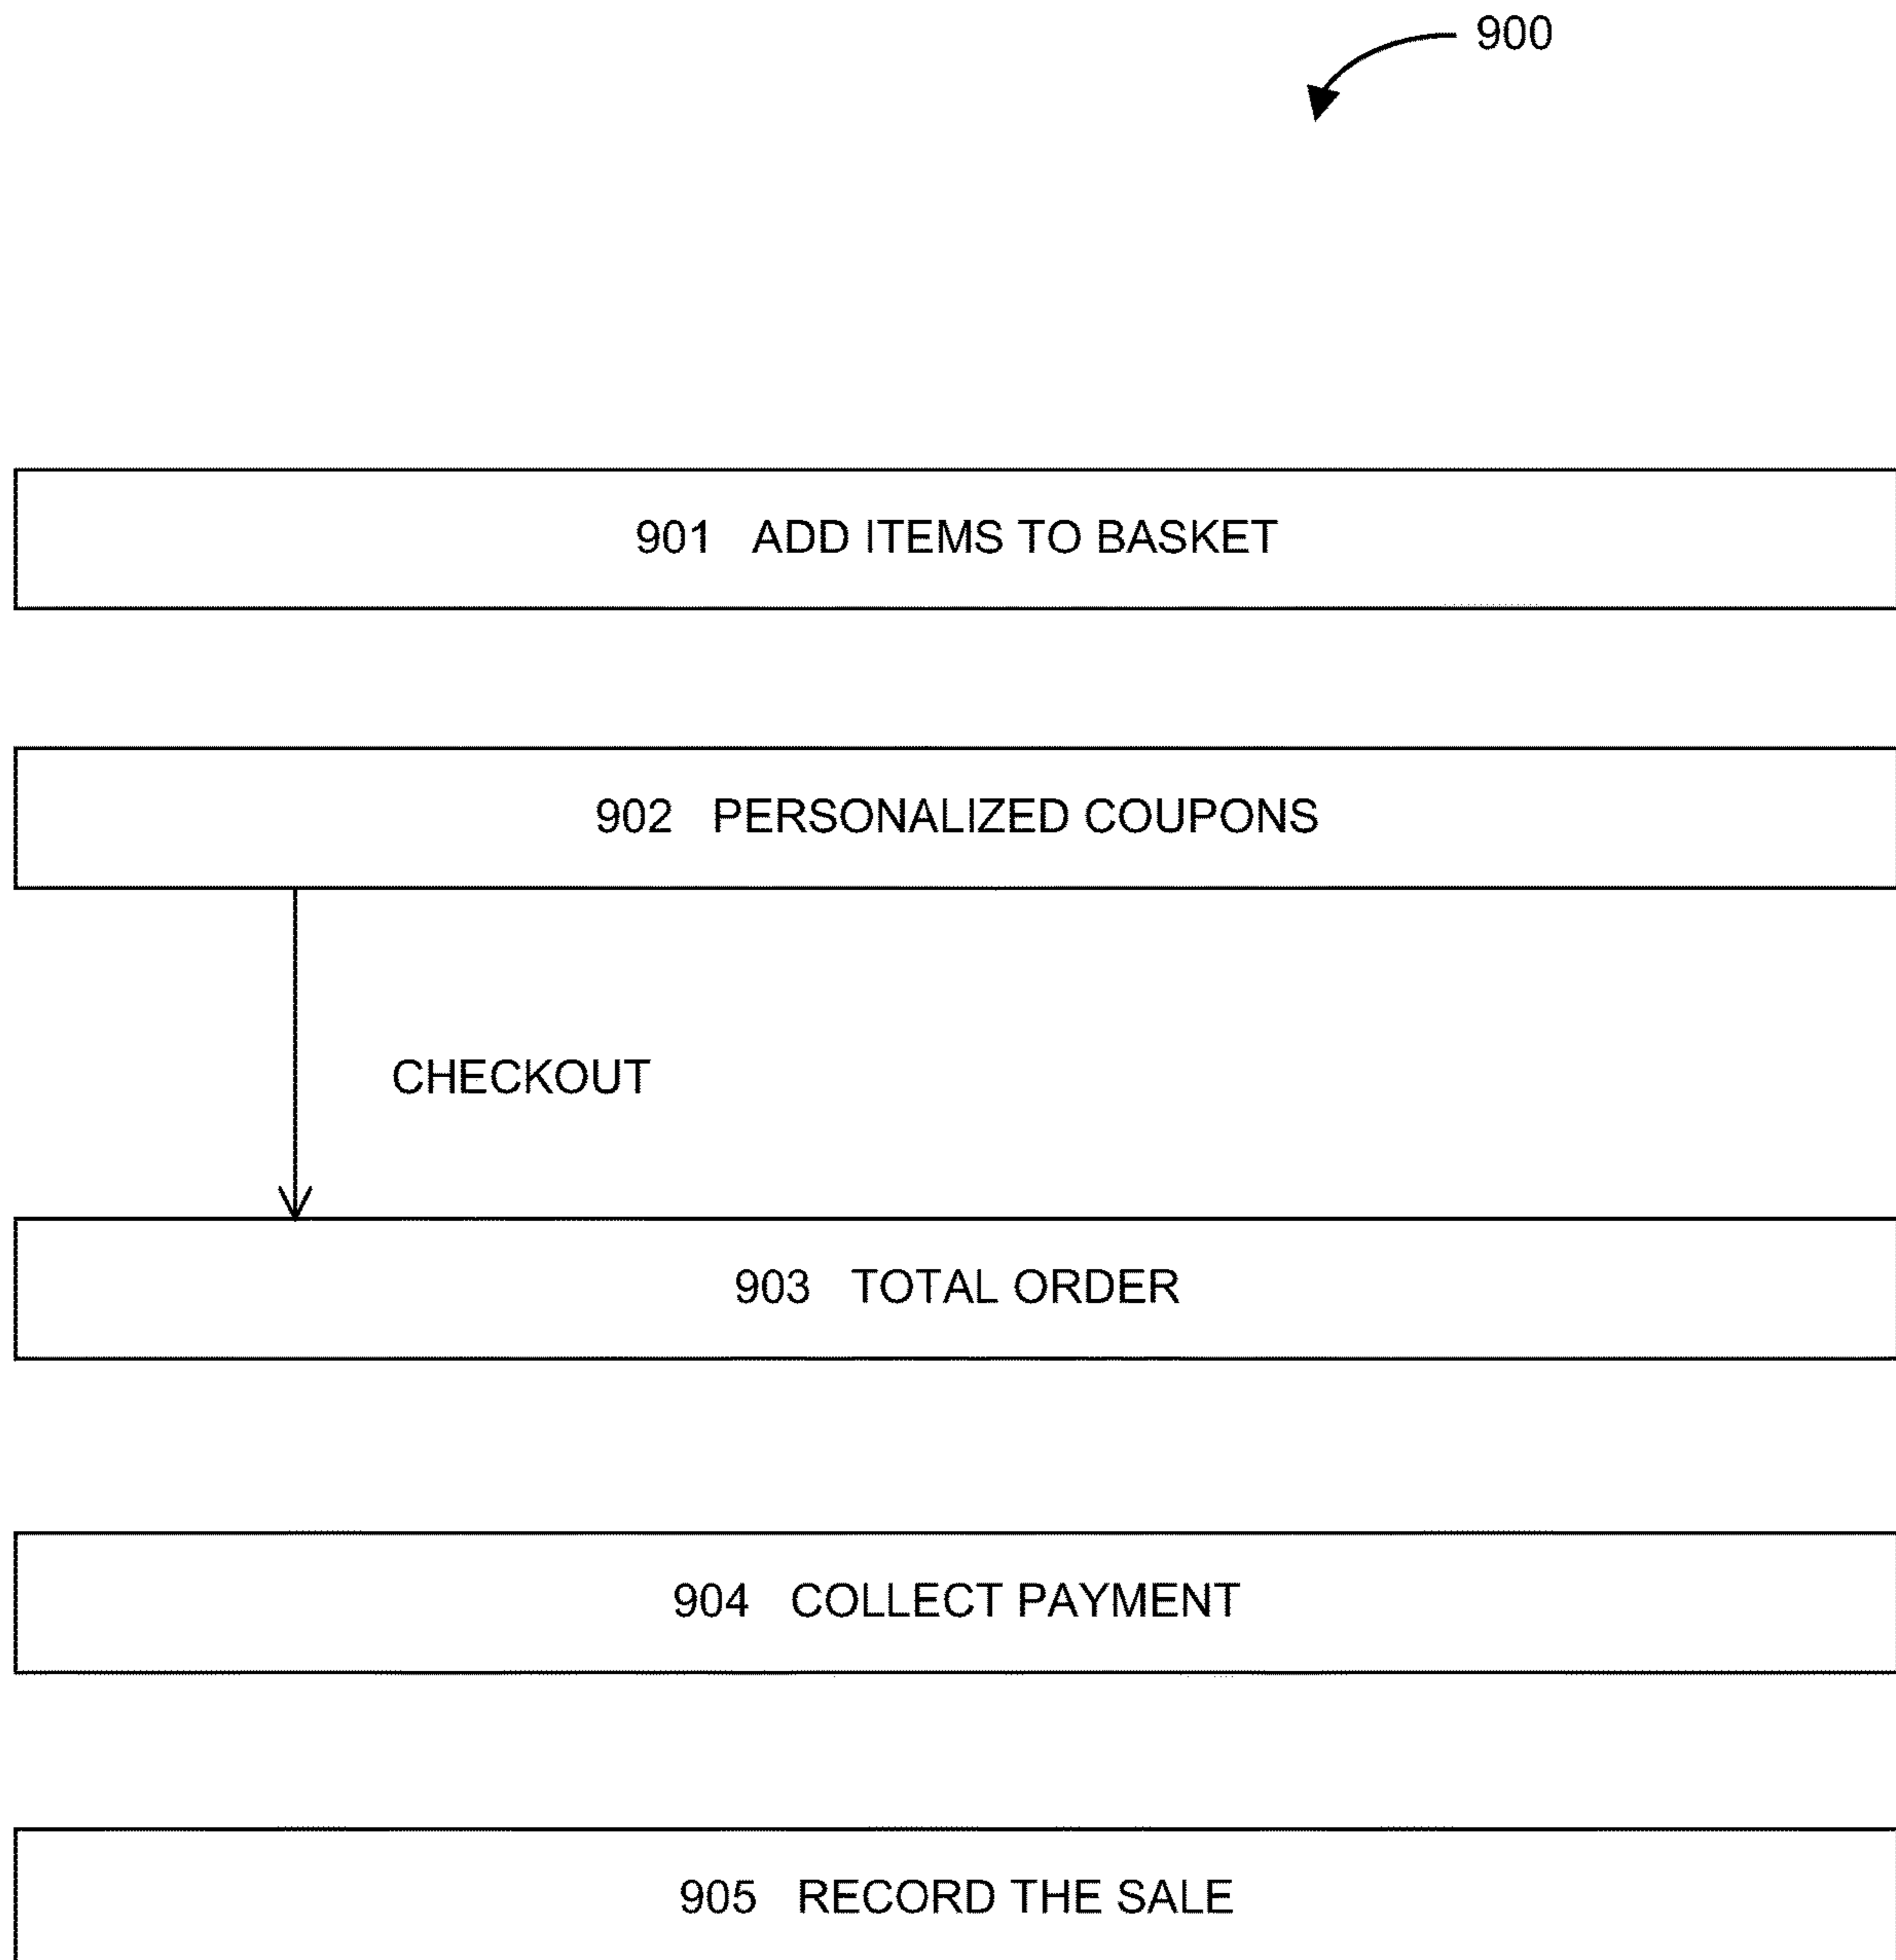 900
901 ADD ITEMS TO BASKET
902 PERSONALIZED COUPONS
CHECKOUT
903 TOTAL ORDER
904 COLLECT PAYMENT
905 RECORD THE SALE